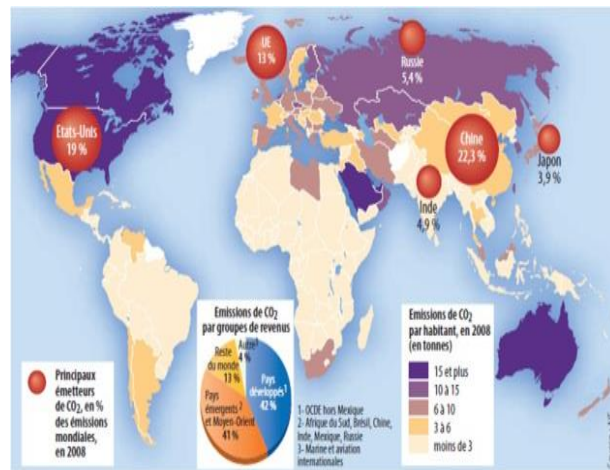 UE
13 %
Russie
5,4 %
Etats-Unis
19 %
Chine
22,3 %
Japon
3,9 %
Inde
4,9 %
Principaux
émetteurs
de CO2, en %
des émissions
mondiales,
en 2008
Emissions de CO2
par groupes de revenus
Autre3
4 %
Reste
du monde
13 %
Pays
développés1
42 %
Pays
émergents2
et Moyen-Orient
41 %
1- OCDE hors Mexique
2- Afrique du Sud, Brésil, Chine,
Inde, Mexique, Russie
3- Marine et aviation
internationales
Emissions de CO2
par habitant, en 2008
(en tonnes)
15 et plus
10 à 15
6 à 10
3 à 6
moins de 3